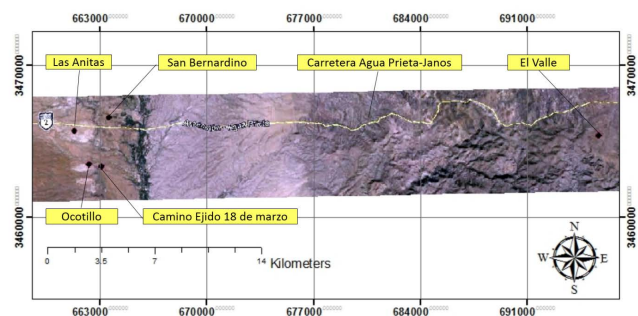 663000 670000 677000 684000 691000
3470000 3470000
Las Anitas San Bernardino Carretera Agua Prieta-Janos El Valle
2
3460000 3460000
Ocotillo Camino Ejido 18 de marzo
N
W E
S
0 3.5 7 14
Kilometers
663000 670000 677000 684000 691000